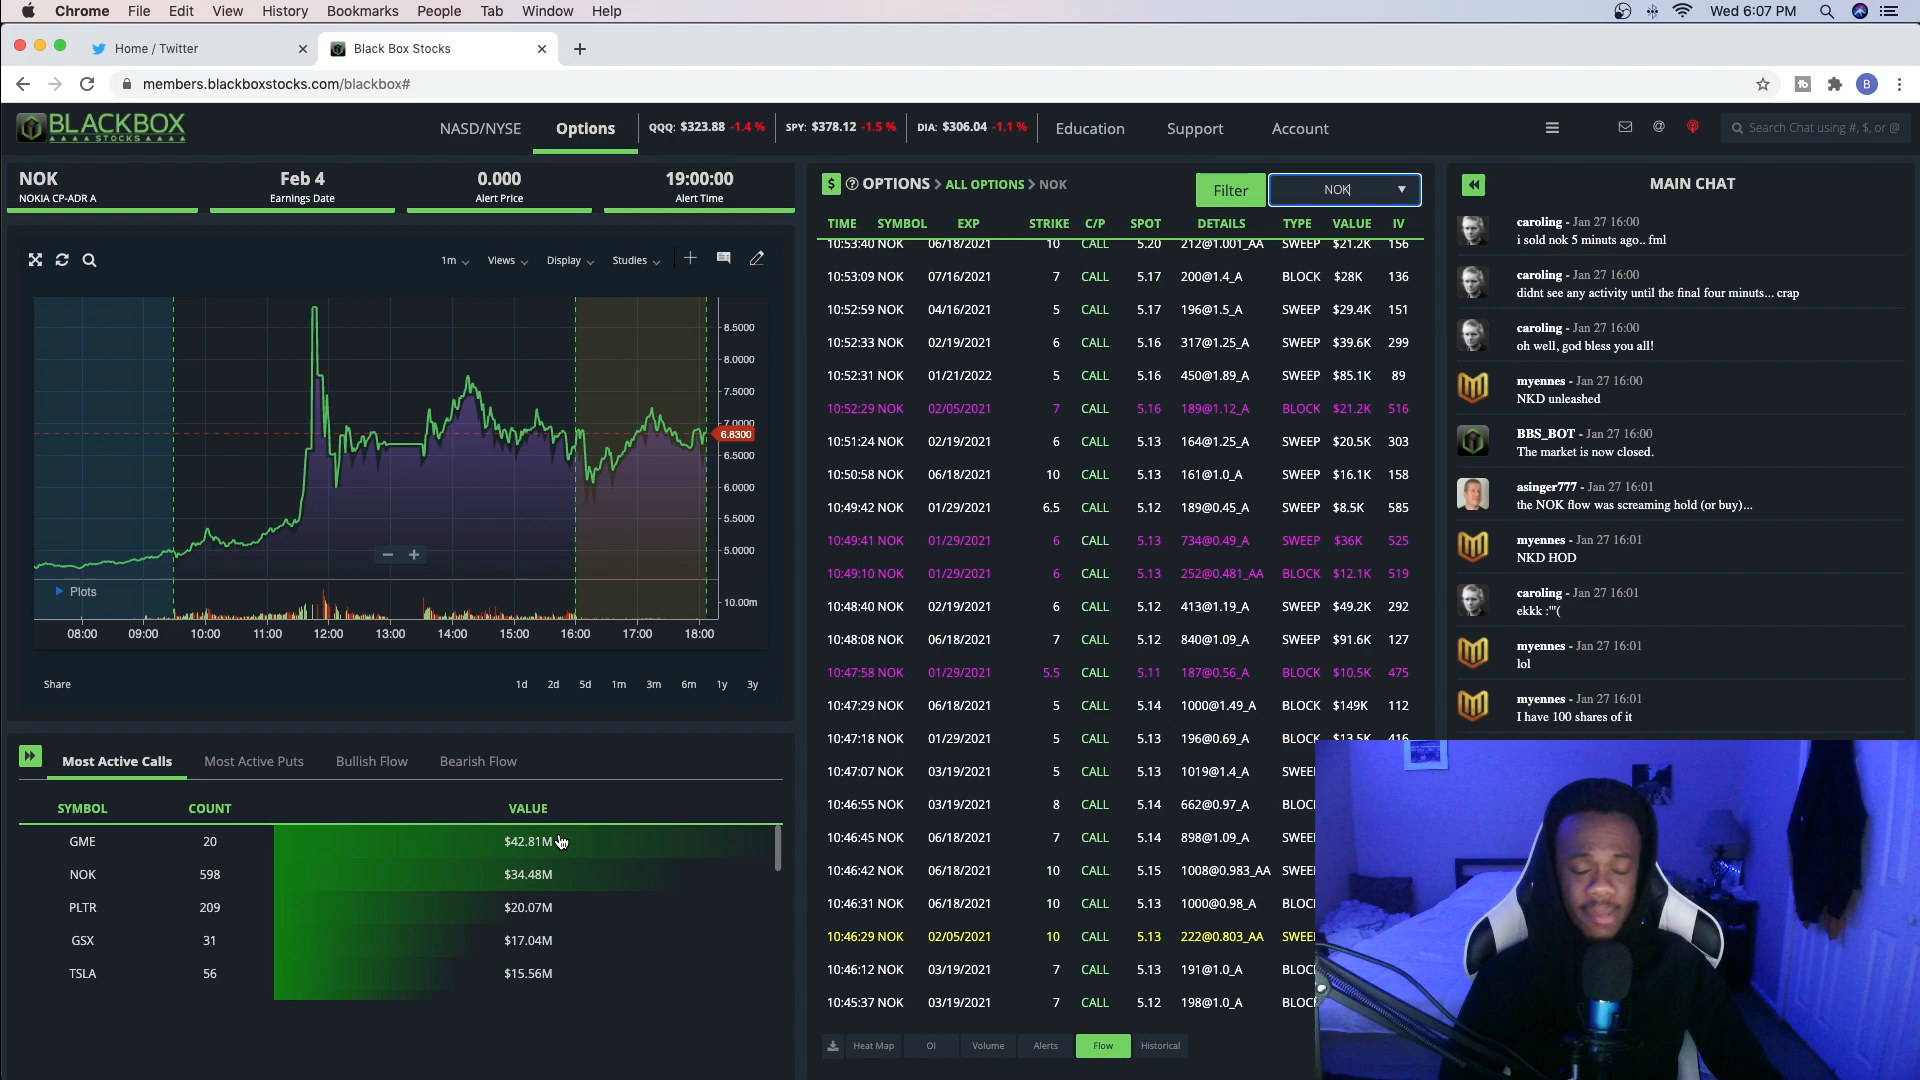 Chrome File Edit View History Bookmarks People Tab Window Help Wed 6:07 PM
Home / Twitter Black Box Stocks
members.blackboxstocks.com/blackbox#
BLACKBOX
STOCKS
NASD/NYSE Options QQQ: $323.88 -1.4 % SPY: $378.12 -1.5 % DIA: $306.04 -1.1 % Education Support Account Search Chat using #, $, or @
NOK
NOKIA CP-ADR A
Feb 4
Earnings Date
0.000
Alert Price
19:00:00
Alert Time
1m Views Display Studies
8.5000
8.0000
7.5000
7.0000
6.8300
6.5000
6.0000
5.5000
5.0000
Plots
10.00m
08:00 09:00 10:00 11:00 12:00 13:00 14:00 15:00 16:00 17:00 18:00
Share 1d 2d 5d 1m 3m 6m 1y 3y
Most Active Calls Most Active Puts Bullish Flow Bearish Flow
SYMBOL COUNT VALUE
GME 20 $42.81M
NOK 598 $34.48M
PLTR 209 $20.07M
GSX 31 $17.04M
TSLA 56 $15.56M
$ OPTIONS > ALL OPTIONS > NOK Filter NOK
TIME SYMBOL EXP STRIKE C/P SPOT DETAILS TYPE VALUE IV
10:53:40 NOK 06/18/2021 10 CALL 5.20 212@1.001_AA SWEEP $21.2K 156
10:53:09 NOK 07/16/2021 7 CALL 5.17 200@1.4_A BLOCK $28K 136
10:52:59 NOK 04/16/2021 5 CALL 5.17 196@1.5_A SWEEP $29.4K 151
10:52:33 NOK 02/19/2021 6 CALL 5.16 317@1.25_A SWEEP $39.6K 299
10:52:31 NOK 01/21/2022 5 CALL 5.16 450@1.89_A SWEEP $85.1K 89
10:52:29 NOK 02/05/2021 7 CALL 5.16 189@1.12_A BLOCK $21.2K 516
10:51:24 NOK 02/19/2021 6 CALL 5.13 164@1.25_A SWEEP $20.5K 303
10:50:58 NOK 06/18/2021 10 CALL 5.13 161@1.0_A SWEEP $16.1K 158
10:49:42 NOK 01/29/2021 6.5 CALL 5.12 189@0.45_A SWEEP $8.5K 585
10:49:41 NOK 01/29/2021 6 CALL 5.13 734@0.49_A SWEEP $36K 525
10:49:10 NOK 01/29/2021 6 CALL 5.13 252@0.481_AA BLOCK $12.1K 519
10:48:40 NOK 02/19/2021 6 CALL 5.12 413@1.19_A SWEEP $49.2K 292
10:48:08 NOK 06/18/2021 7 CALL 5.12 840@1.09_A SWEEP $91.6K 127
10:47:58 NOK 01/29/2021 5.5 CALL 5.11 187@0.56_A BLOCK $10.5K 475
10:47:29 NOK 06/18/2021 5 CALL 5.14 1000@1.49_A BLOCK $149K 112
10:47:18 NOK 01/29/2021 5 CALL 5.13 196@0.69_A BLOCK $13.5K 416
10:47:07 NOK 03/19/2021 5 CALL 5.13 1019@1.4_A SWEE
10:46:55 NOK 03/19/2021 8 CALL 5.14 662@0.97_A BLOC
10:46:45 NOK 06/18/2021 7 CALL 5.14 898@1.09_A SWEE
10:46:42 NOK 06/18/2021 10 CALL 5.15 1008@0.983_AA SWEE
10:46:31 NOK 06/18/2021 10 CALL 5.13 1000@0.98_A BLOC
10:46:29 NOK 02/05/2021 10 CALL 5.13 222@0.803_AA SWEE
10:46:12 NOK 03/19/2021 7 CALL 5.13 191@1.0_A BLOC
10:45:37 NOK 03/19/2021 7 CALL 5.12 198@1.0_A BLOC
Heat Map OI Volume Alerts Flow Historical
MAIN CHAT
caroling - Jan 27 16:00
i sold nok 5 minuts ago.. fml
caroling - Jan 27 16:00
didnt see any activity until the final four minuts... crap
caroling - Jan 27 16:00
oh well, god bless you all!
myennes - Jan 27 16:00
NKD unleashed
BBS_BOT - Jan 27 16:00
The market is now closed.
asinger777 - Jan 27 16:01
the NOK flow was screaming hold (or buy)...
myennes - Jan 27 16:01
NKD HOD
caroling - Jan 27 16:01
ekkk :'"(
myennes - Jan 27 16:01
lol
myennes - Jan 27 16:01
I have 100 shares of it